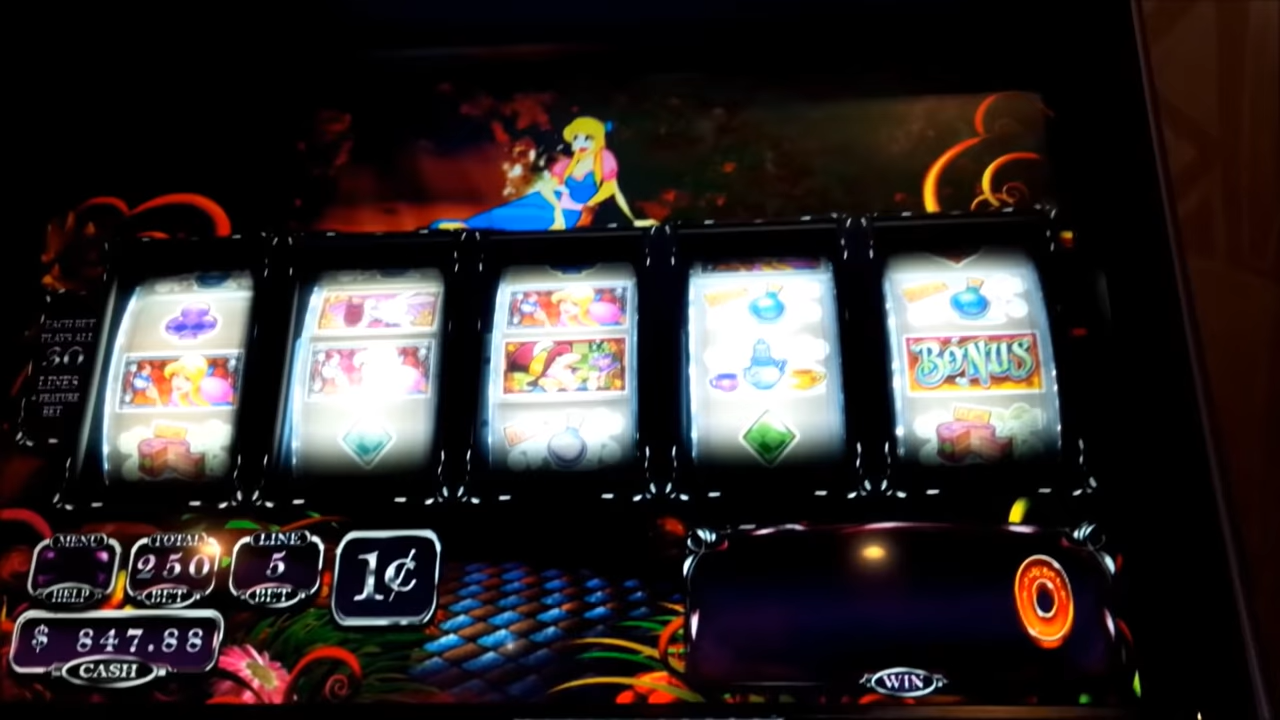 EACH BET
PLAYS ALL
30
LINES
+ FEATURE
BET
BONUS
MENU
HELP
TOTAL
250
BET
LINE
5
BET
1¢
$ 847.88
CASH
WIN